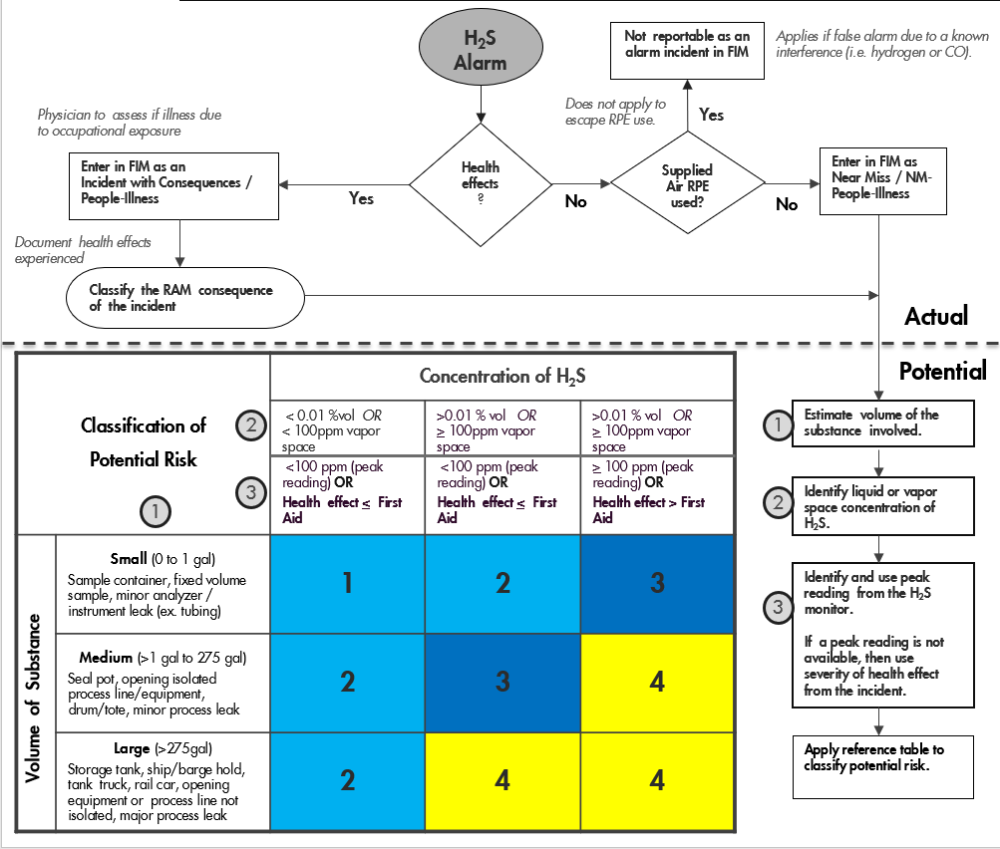 H₂S
Alarm
Not reportable as an
alarm incident in FIM
Applies if false alarm due to a known
interference (i.e. hydrogen or CO).
Does not apply to
escape RPE use.
Yes
Physician to assess if illness due
to occupational exposure
Enter in FIM as an
Incident with Consequences /
People-Illness
Yes
Health
effects
?
No
Supplied
Air RPE
used?
No
Enter in FIM as
Near Miss / NM-
People-Illness
Document health effects
experienced
Classify the RAM consequence
of the incident
Actual
Potential
Classification of
Potential Risk
1
2
3
Concentration of H₂S
< 0.01 %vol OR
< 100ppm vapor
space
>0.01 % vol OR
≥ 100ppm vapor
space
>0.01 % vol OR
≥ 100ppm vapor
space
<100 ppm (peak
reading) OR
Health effect ≤ First
Aid
<100 ppm (peak
reading) OR
Health effect ≤ First
Aid
≥ 100 ppm (peak
reading) OR
Health effect > First
Aid
Volume of Substance
Small (0 to 1 gal)
Sample container, fixed volume
sample, minor analyzer /
instrument leak (ex. tubing)
1
2
3
Medium (>1 gal to 275 gal)
Seal pot, opening isolated
process line/equipment,
drum/tote, minor process leak
2
3
4
Large (>275gal)
Storage tank, ship/barge hold,
tank truck, rail car, opening
equipment or process line not
isolated, major process leak
2
4
4
1
Estimate volume of the
substance involved.
2
Identify liquid or vapor
space concentration of
H₂S.
3
Identify and use peak
reading from the H₂S
monitor.
If a peak reading is not
available, then use
severity of health effect
from the incident.
Apply reference table to
classify potential risk.